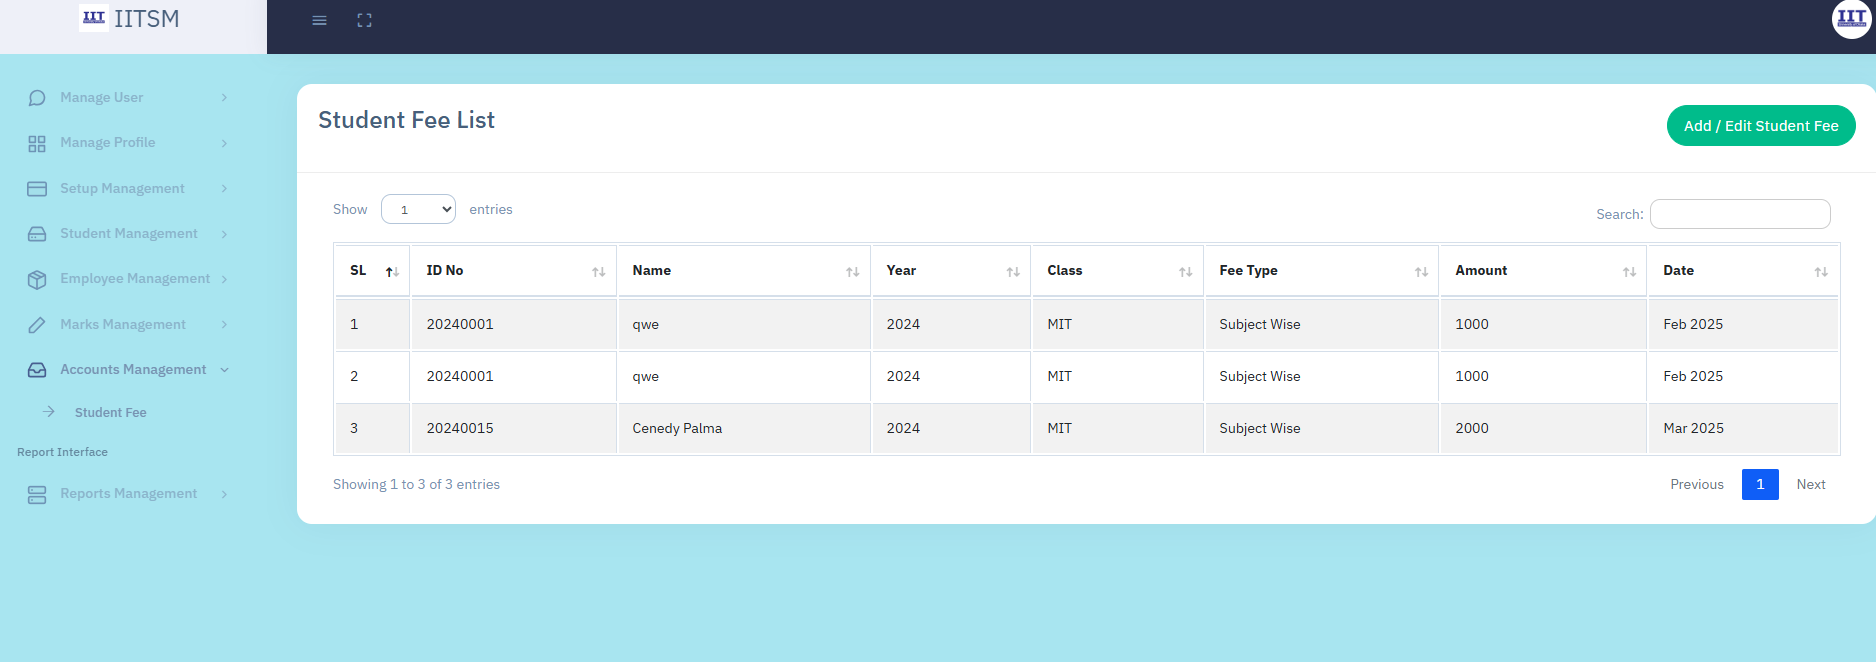 IIT IITSM
IIT
Manage User
Manage Profile
Setup Management
Student Management
Employee Management
Marks Management
Accounts Management
Student Fee
Report Interface
Reports Management
Student Fee List
Add / Edit Student Fee
Show 1 entries
Search:
SL ID No Name Year Class Fee Type Amount Date
1 20240001 qwe 2024 MIT Subject Wise 1000 Feb 2025
2 20240001 qwe 2024 MIT Subject Wise 1000 Feb 2025
3 20240015 Cenedy Palma 2024 MIT Subject Wise 2000 Mar 2025
Showing 1 to 3 of 3 entries
Previous 1 Next